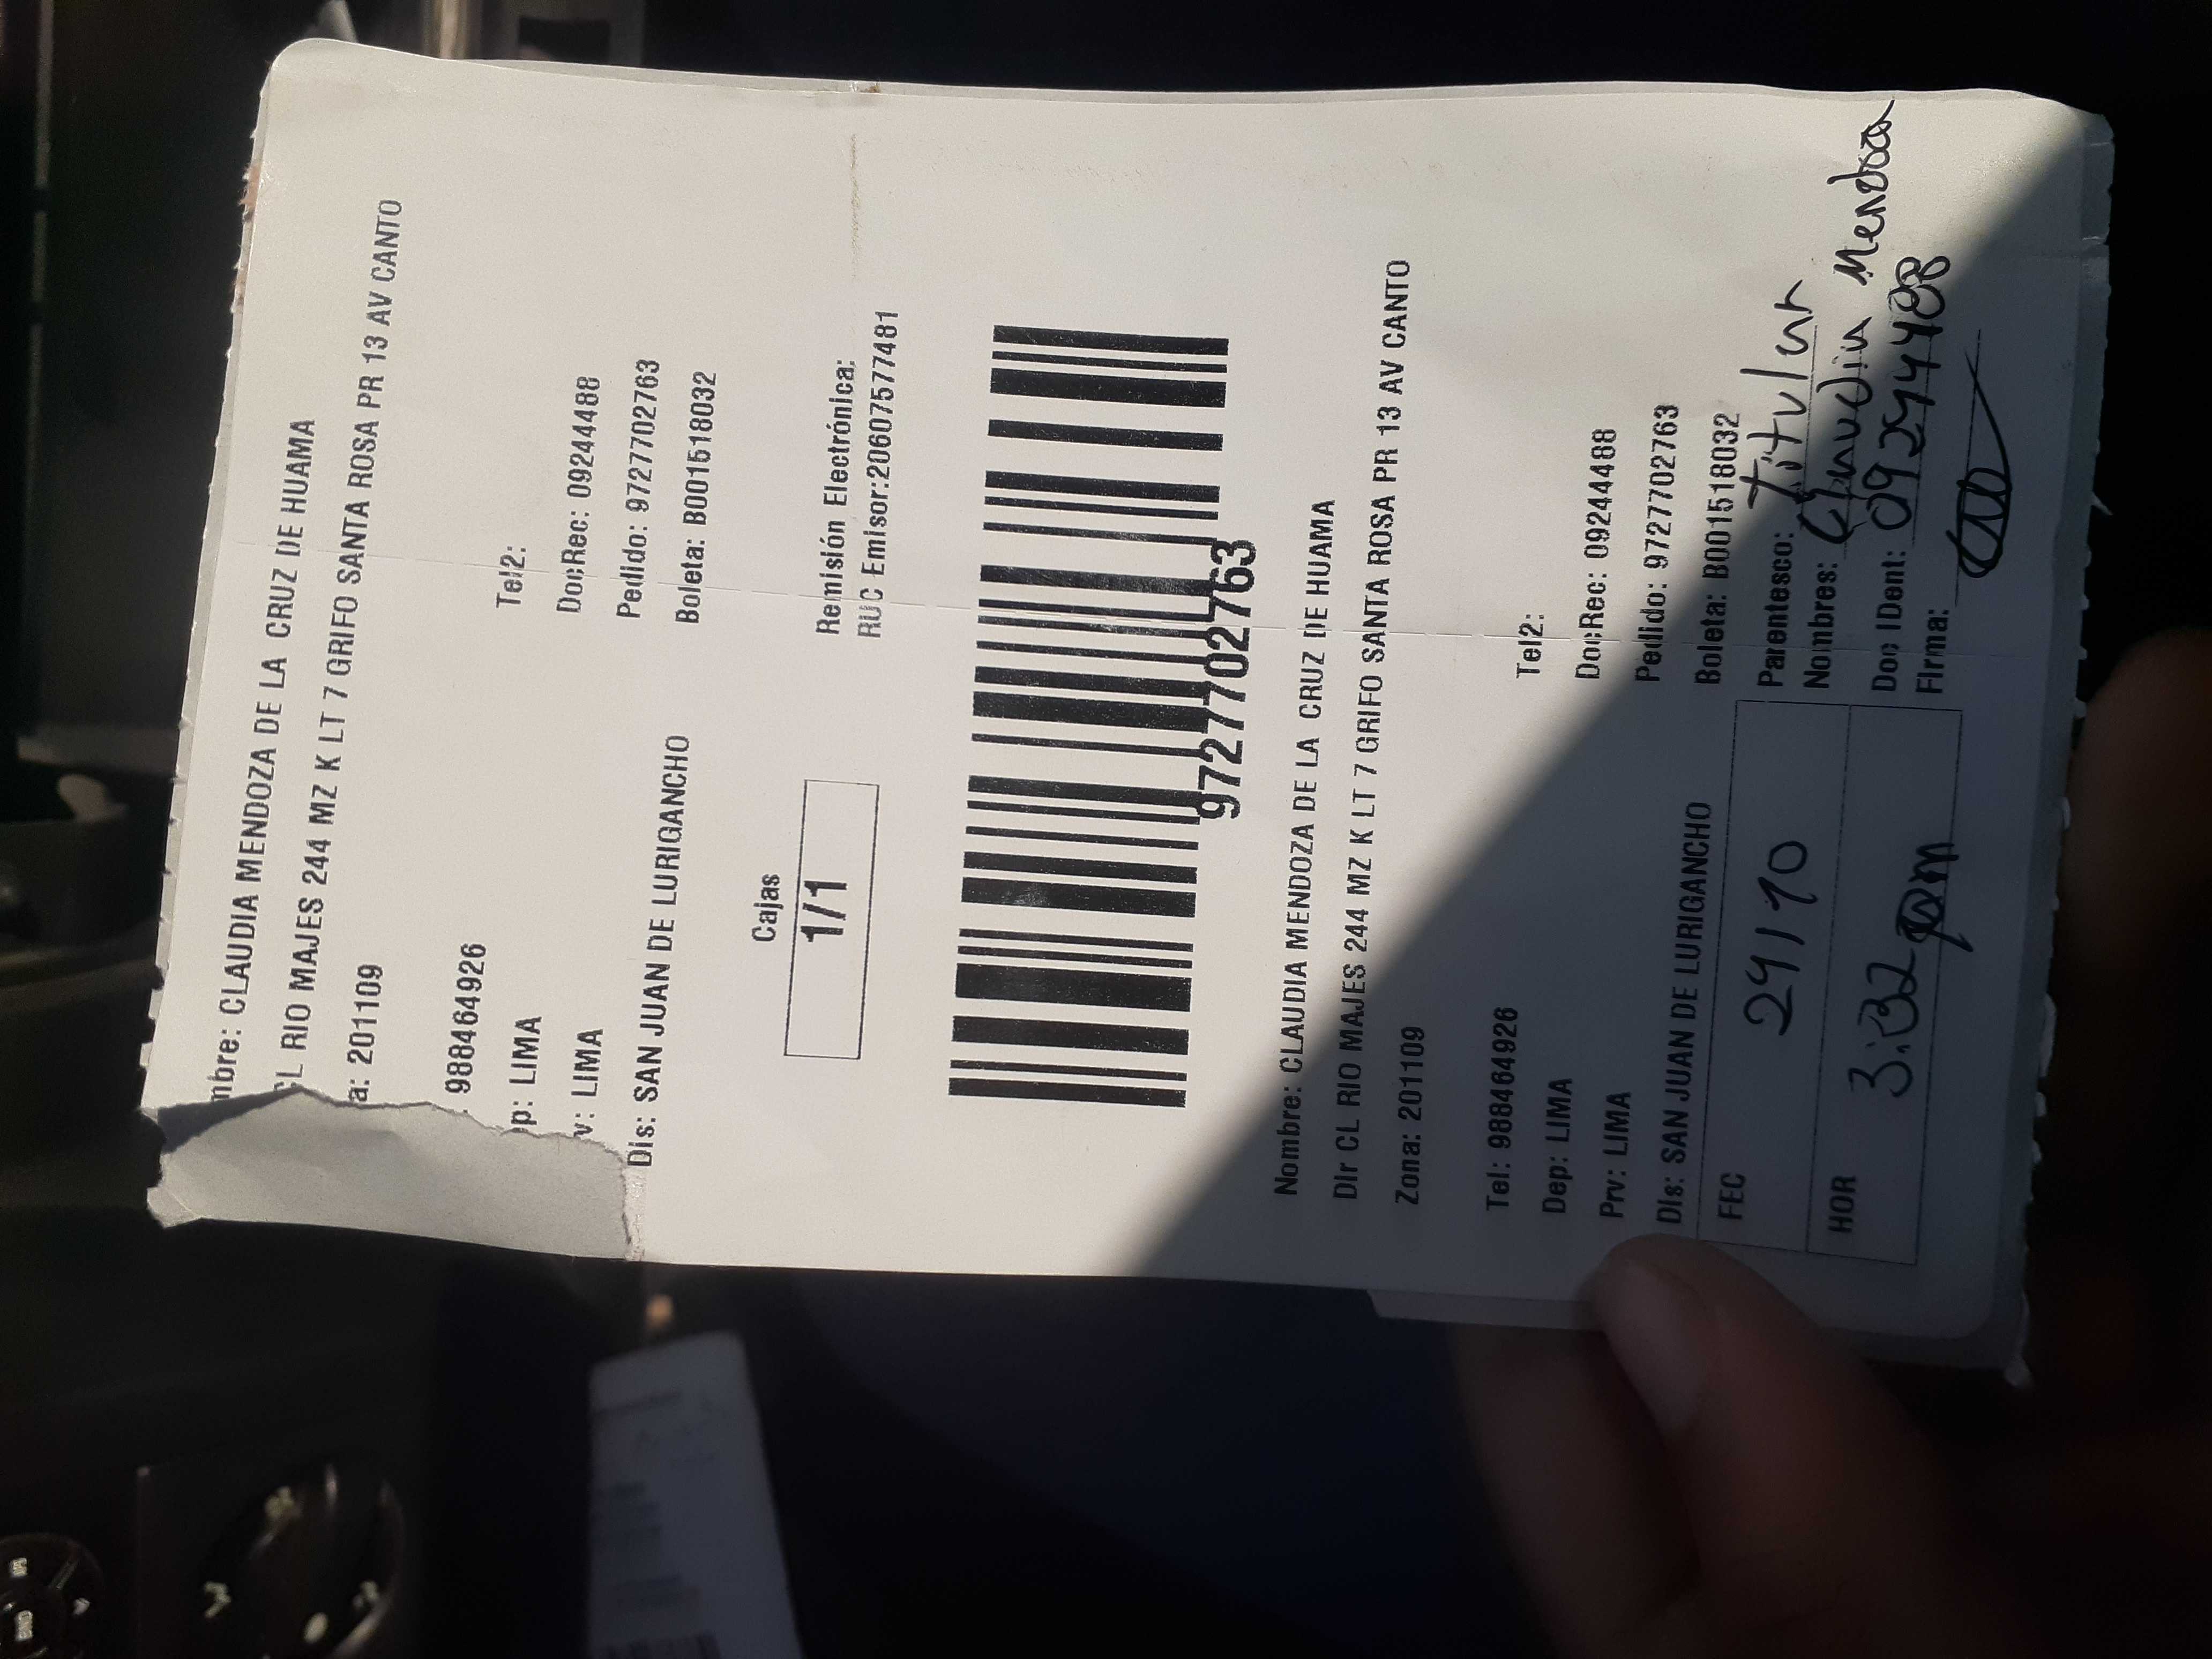 mbre: CLAUDIA MENDOZA DE LA CRUZ DE HUAMA
CL RIO MAJES 244 MZ K LT 7 GRIFO SANTA ROSA PR 13 AV CANTO
a: 201109
: 988464926
Tel2:
p: LIMA
DocRec: 09244488
v: LIMA
Pedido: 97277702763
Dis: SAN JUAN DE LURIGANCHO
Boleta: B001518032
Cajas
1/1
Remisión Electrónica:
RUC Emisor:20607577481
97277702763
Nombre: CLAUDIA MENDOZA DE LA CRUZ DE HUAMA
DIr CL RIO MAJES 244 MZ K LT 7 GRIFO SANTA ROSA PR 13 AV CANTO
Zona: 201109
Tel: 988464926
Tel2:
Dep: LIMA
DocRec: 09244488
Prv: LIMA
Pedido: 97277702763
DIs: SAN JUAN DE LURIGANCHO
Boleta: B001518032
FEC
Parentesco: titular
Nombres: Claudia Mendoza
HOR 3:32 pm
Doc IDent: 09244488
FIrma: